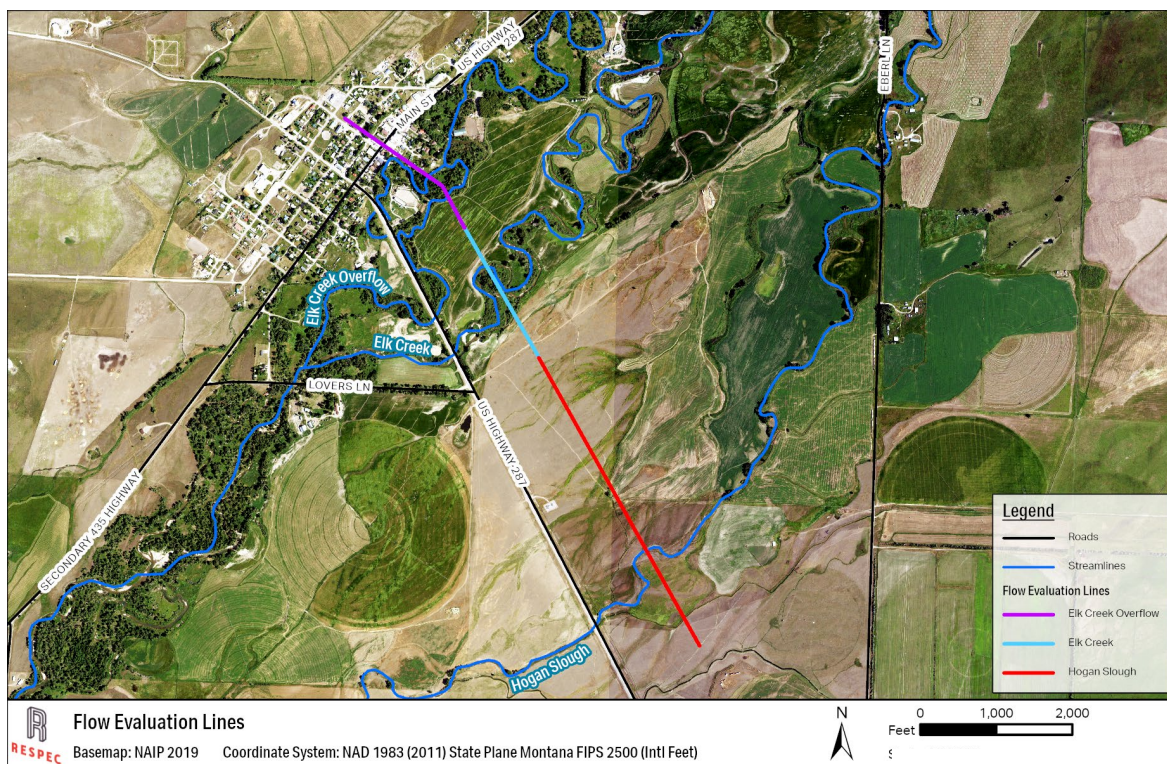 US HIGHWAY
287
MAIN ST
EBERL LN
Elk Creek Overflow
Elk Creek
LOVERS LN
US HIGHWAY 287
SECONDARY 435 HIGHWAY
Hogan Slough
Legend
Roads
Streamlines
Flow Evaluation Lines
Elk Creek Overflow
Elk Creek
Hogan Slough
RESPEC
Flow Evaluation Lines
Basemap: NAIP 2019 Coordinate System: NAD 1983 (2011) State Plane Montana FIPS 2500 (Intl Feet)
N
0 1,000 2,000
Feet